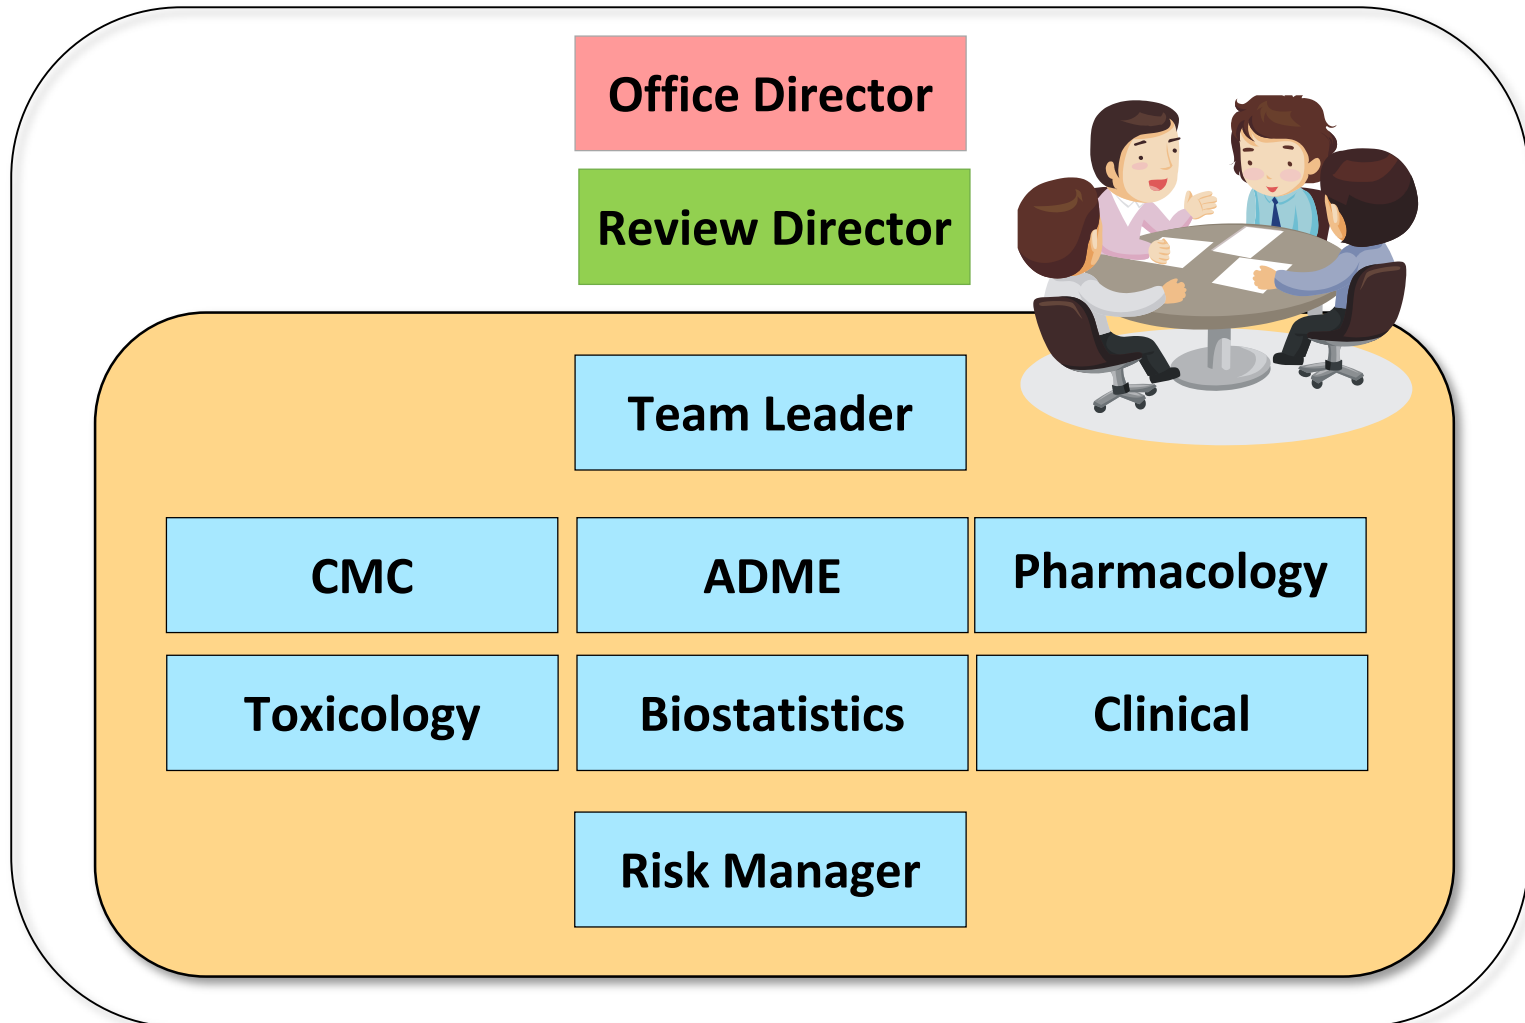 Office Director
Review Director
Team Leader
CMC
ADME
Pharmacology
Toxicology
Biostatistics
Clinical
Risk Manager